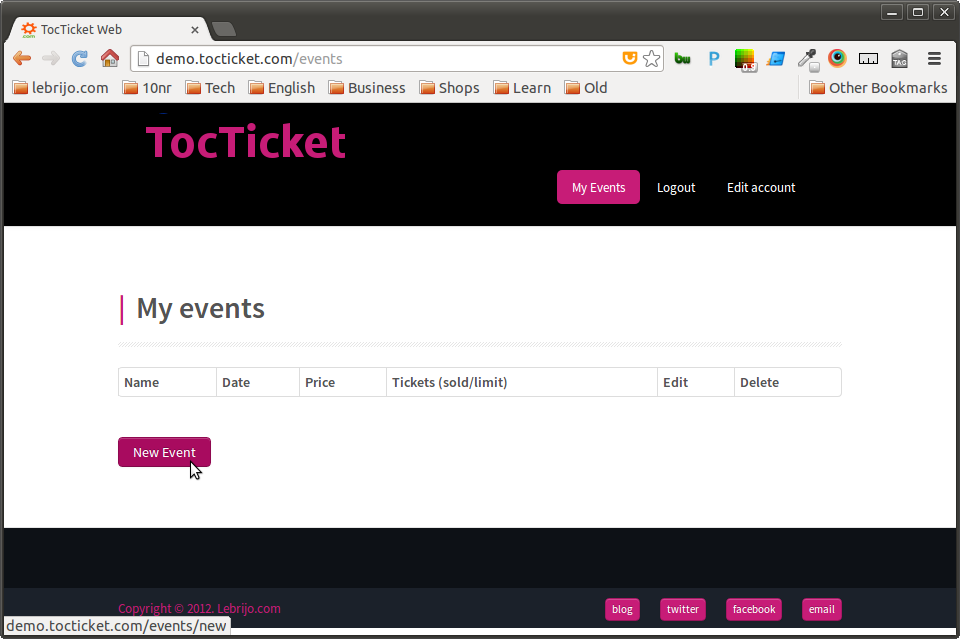 TocTicket Web
demo.tocticket.com/events
lebrijo.com 10nr Tech English Business Shops Learn Old Other Bookmarks
TocTicket
My Events Logout Edit account
My events
Name Date Price Tickets (sold/limit) Edit Delete
New Event
Copyright © 2012. Lebrijo.com blog twitter facebook email
demo.tocticket.com/events/new